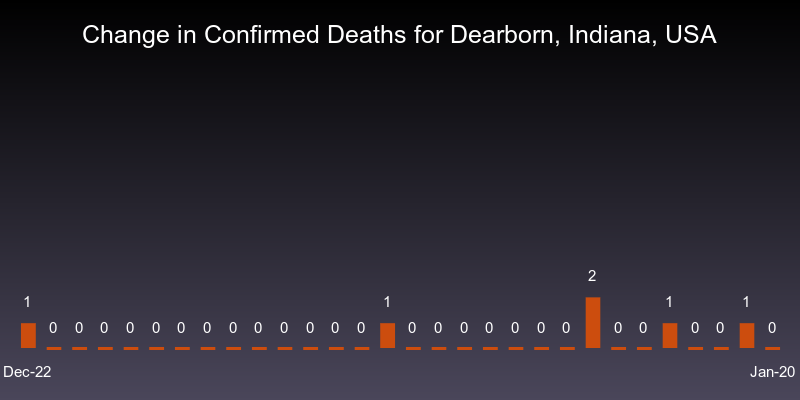 Change in Confirmed Deaths for Dearborn, Indiana, USA
2
1 1 1 1
0 0 0 0 0 0 0 0 0 0 0 0 0 0 0 0 0 0 0 0 0 0 0 0 0
Dec-22 Jan-20